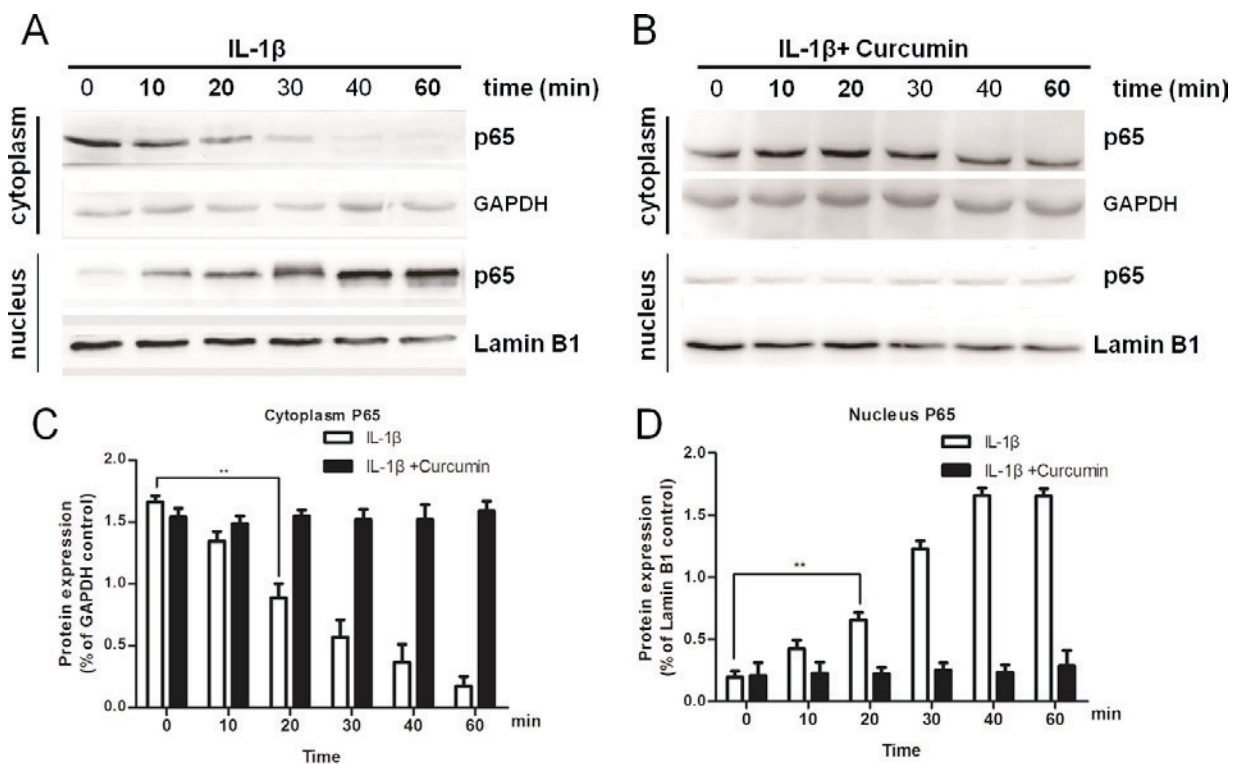 A
IL-1β
0 10 20 30 40 60 time (min)
cytoplasm
p65
GAPDH
nucleus
p65
Lamin B1
B
IL-1β+ Curcumin
0 10 20 30 40 60 time (min)
cytoplasm
p65
GAPDH
nucleus
p65
Lamin B1
C
Cytoplasm P65
IL-1β
IL-1β +Curcumin
Protein expression
(% of GAPDH control)
2.0
1.5
1.0
0.5
0.0
**
0 10 20 30 40 60 min
Time
D
Nucleus P65
IL-1β
IL-1β +Curcumin
Protein expression
(% of Lamin B1 control)
2.0
1.5
1.0
0.5
0.0
**
0 10 20 30 40 60 min
Time